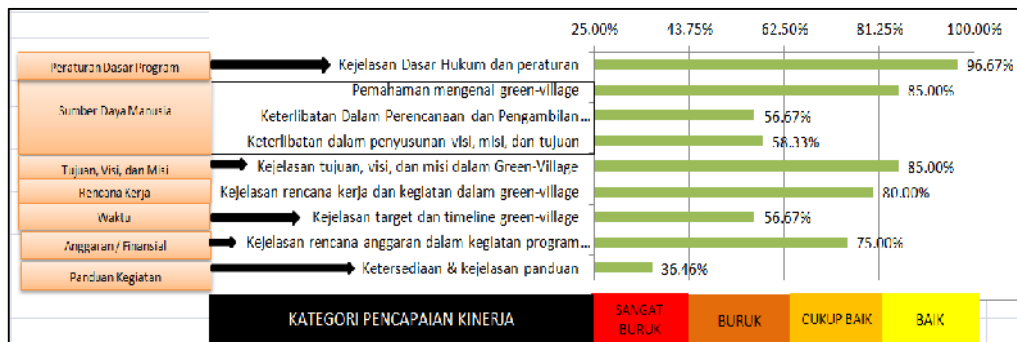 25.00% 43.75% 62.50% 81.25% 100.00%
Peraturan Dasar Program Kejelasan Dasar Hukum dan peraturan 96.67%
Sumber Daya Manusia Pemahaman mengenai green-village 85.00%
Keterlibatan Dalam Perencanaan dan Pengambilan ... 56.67%
Keterlibatan dalam penyusunan visi, misi, dan tujuan 58.33%
Tujuan, Visi, dan Misi Kejelasan tujuan, visi, dan misi dalam Green-Village 85.00%
Rencana Kerja Kejelasan rencana kerja dan kegiatan dalam green-village 80.00%
Waktu Kejelasan target dan timeline green-village 56.67%
Anggaran / Finansial Kejelasan rencana anggaran dalam kegiatan program ... 75.00%
Panduan Kegiatan Ketersediaan & kejelasan panduan 36.46%
KATEGORI PENCAPAIAN KINERJA SANGAT BURUK BURUK CUKUP BAIK BAIK